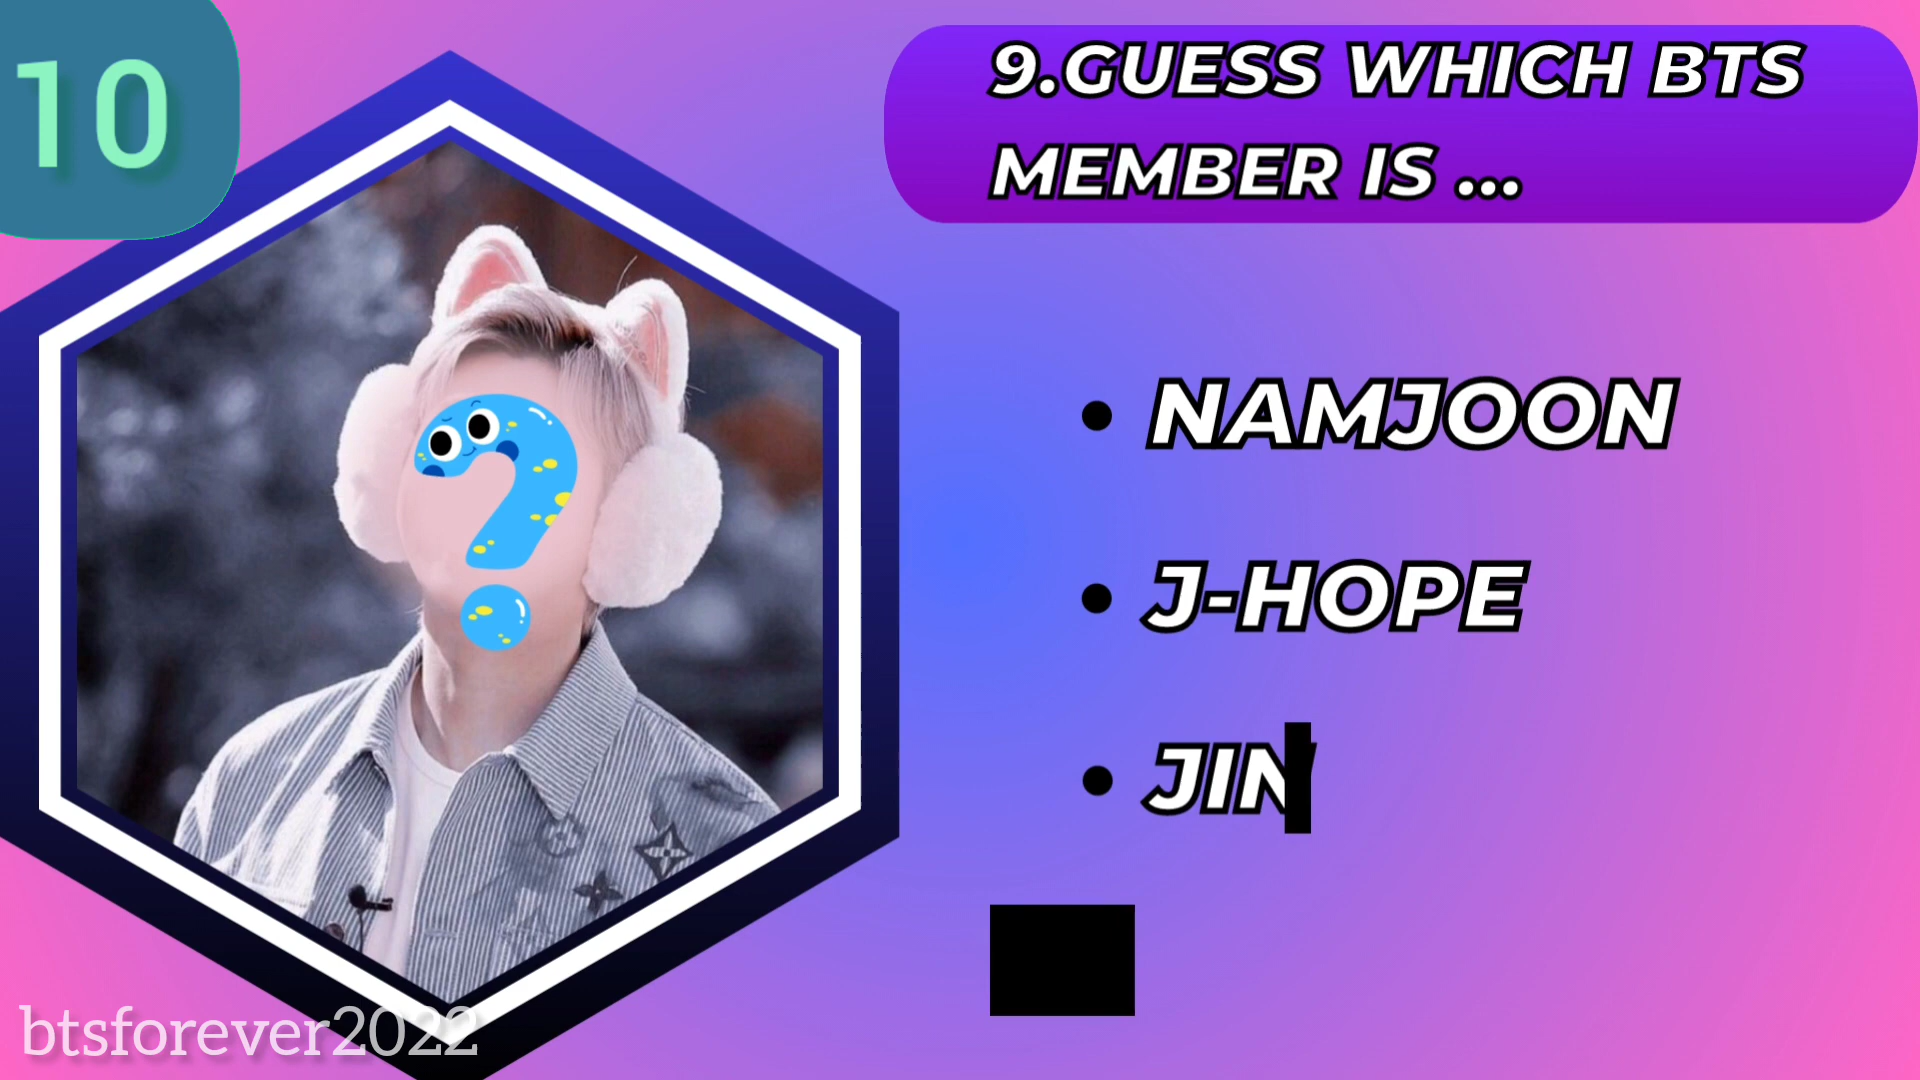 10
9.GUESS WHICH BTS
MEMBER IS ...
• NAMJOON
• J-HOPE
• JIN
btsforever2022